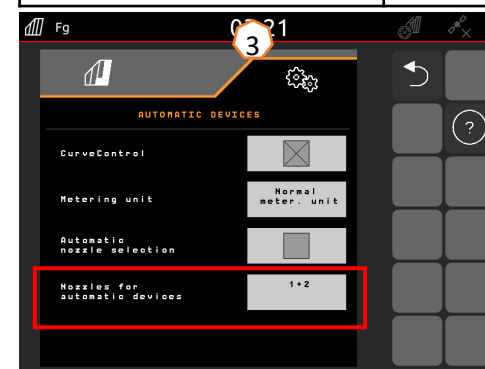 Fg
3
AUTOMATIC DEVICES
CurveControl
Metering unit
Normal
meter. unit
Automatic
nozzle selection
Nozzles for
automatic devices
1+2
?